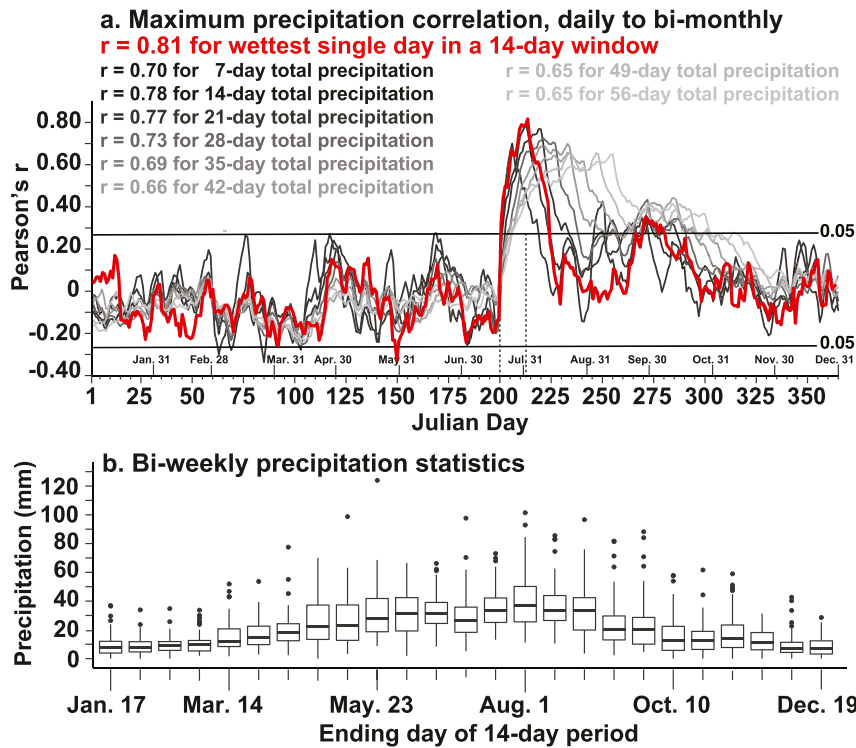 a. Maximum precipitation correlation, daily to bi-monthly
r = 0.81 for wettest single day in a 14-day window
r = 0.70 for 7-day total precipitation
r = 0.78 for 14-day total precipitation
r = 0.77 for 21-day total precipitation
r = 0.73 for 28-day total precipitation
r = 0.69 for 35-day total precipitation
r = 0.66 for 42-day total precipitation
r = 0.65 for 49-day total precipitation
r = 0.65 for 56-day total precipitation
Pearson's r
0.80
0.60
0.40
0.20
0
-0.20
-0.40
0.05
0.05
Jan. 31 Feb. 28 Mar. 31 Apr. 30 May 31 Jun. 30 Jul. 31 Aug. 31 Sep. 30 Oct. 31 Nov. 30 Dec. 31
1 25 50 75 100 125 150 175 200 225 250 275 300 325 350
Julian Day
b. Bi-weekly precipitation statistics
Precipitation (mm)
120
100
80
60
40
20
0
Jan. 17 Mar. 14 May. 23 Aug. 1 Oct. 10 Dec. 19
Ending day of 14-day period